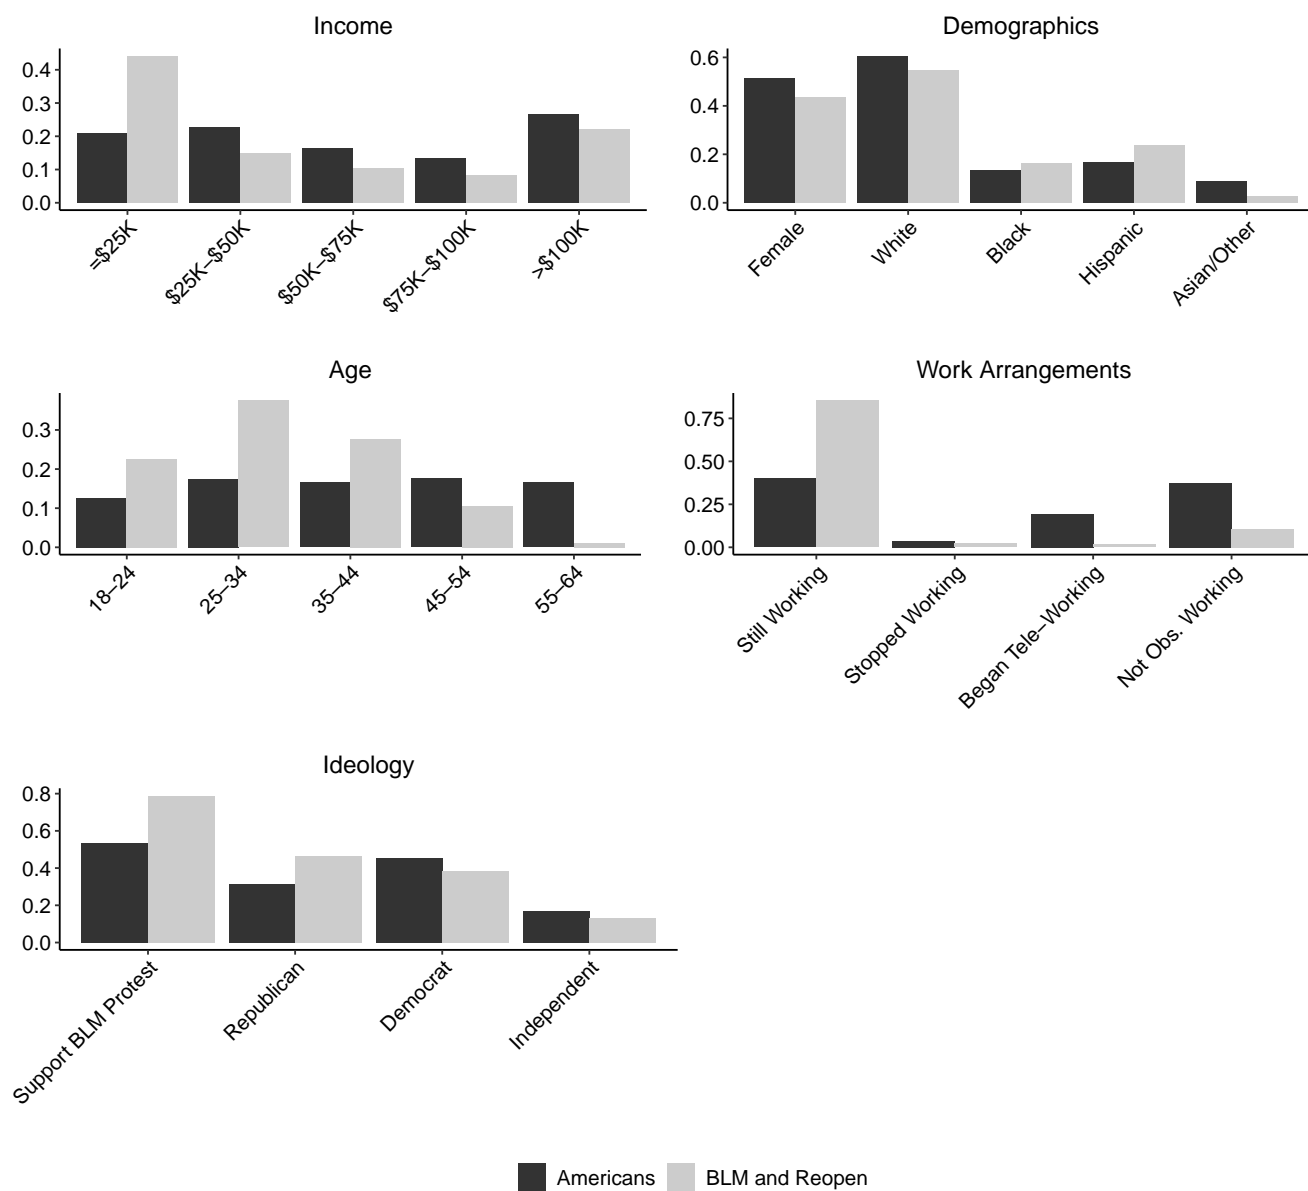 Income
0.4
0.3
0.2
0.1
0.0
=$25K
$25K–$50K
$50K–$75K
$75K–$100K
>$100K
Demographics
0.6
0.4
0.2
0.0
Female
White
Black
Hispanic
Asian/Other
Age
0.3
0.2
0.1
0.0
18–24
25–34
35–44
45–54
55–64
Work Arrangements
0.75
0.50
0.25
0.00
Still Working
Stopped Working
Began Tele–Working
Not Obs. Working
Ideology
0.8
0.6
0.4
0.2
0.0
Support BLM Protest
Republican
Democrat
Independent
Americans
BLM and Reopen